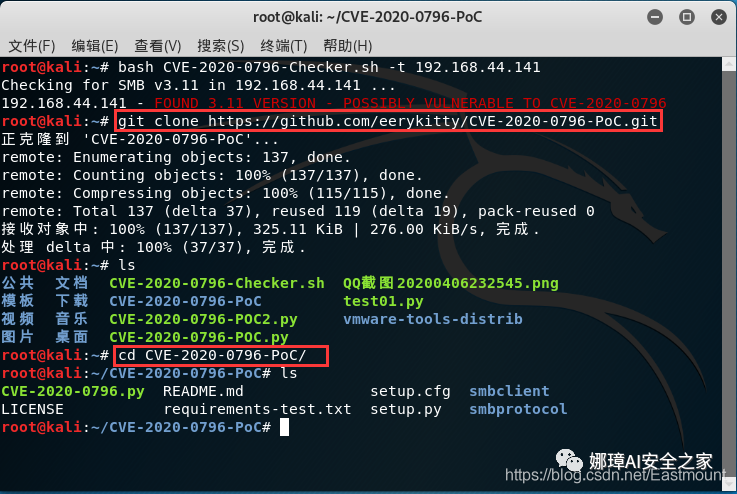 root@kali: ~/CVE-2020-0796-PoC
文件(F) 编辑(E) 查看(V) 搜索(S) 终端(T) 帮助(H)
root@kali:~# bash CVE-2020-0796-Checker.sh -t 192.168.44.141
Checking for SMB v3.11 in 192.168.44.141 ...
192.168.44.141 - FOUND 3.11 VERSION - POSSIBLY VULNERABLE TO CVE-2020-0796
root@kali:~# git clone https://github.com/eerykitty/CVE-2020-0796-PoC.git
正克隆到 'CVE-2020-0796-PoC'...
remote: Enumerating objects: 137, done.
remote: Counting objects: 100% (137/137), done.
remote: Compressing objects: 100% (115/115), done.
remote: Total 137 (delta 37), reused 119 (delta 19), pack-reused 0
接收对象中: 100% (137/137), 325.11 KiB | 276.00 KiB/s, 完成.
处理 delta 中: 100% (37/37), 完成.
root@kali:~# ls
公共 文档 CVE-2020-0796-Checker.sh QQ截图20200406232545.png
模板 下载 CVE-2020-0796-PoC test01.py
视频 音乐 CVE-2020-0796-POC2.py vmware-tools-distrib
图片 桌面 CVE-2020-0796-POC.py
root@kali:~# cd CVE-2020-0796-PoC/
root@kali:~/CVE-2020-0796-PoC# ls
CVE-2020-0796.py README.md setup.cfg smbclient
LICENSE requirements-test.txt setup.py smbprotocol
root@kali:~/CVE-2020-0796-PoC#
娜璋AI安全之家
https://blog.csdn.net/Eastmount